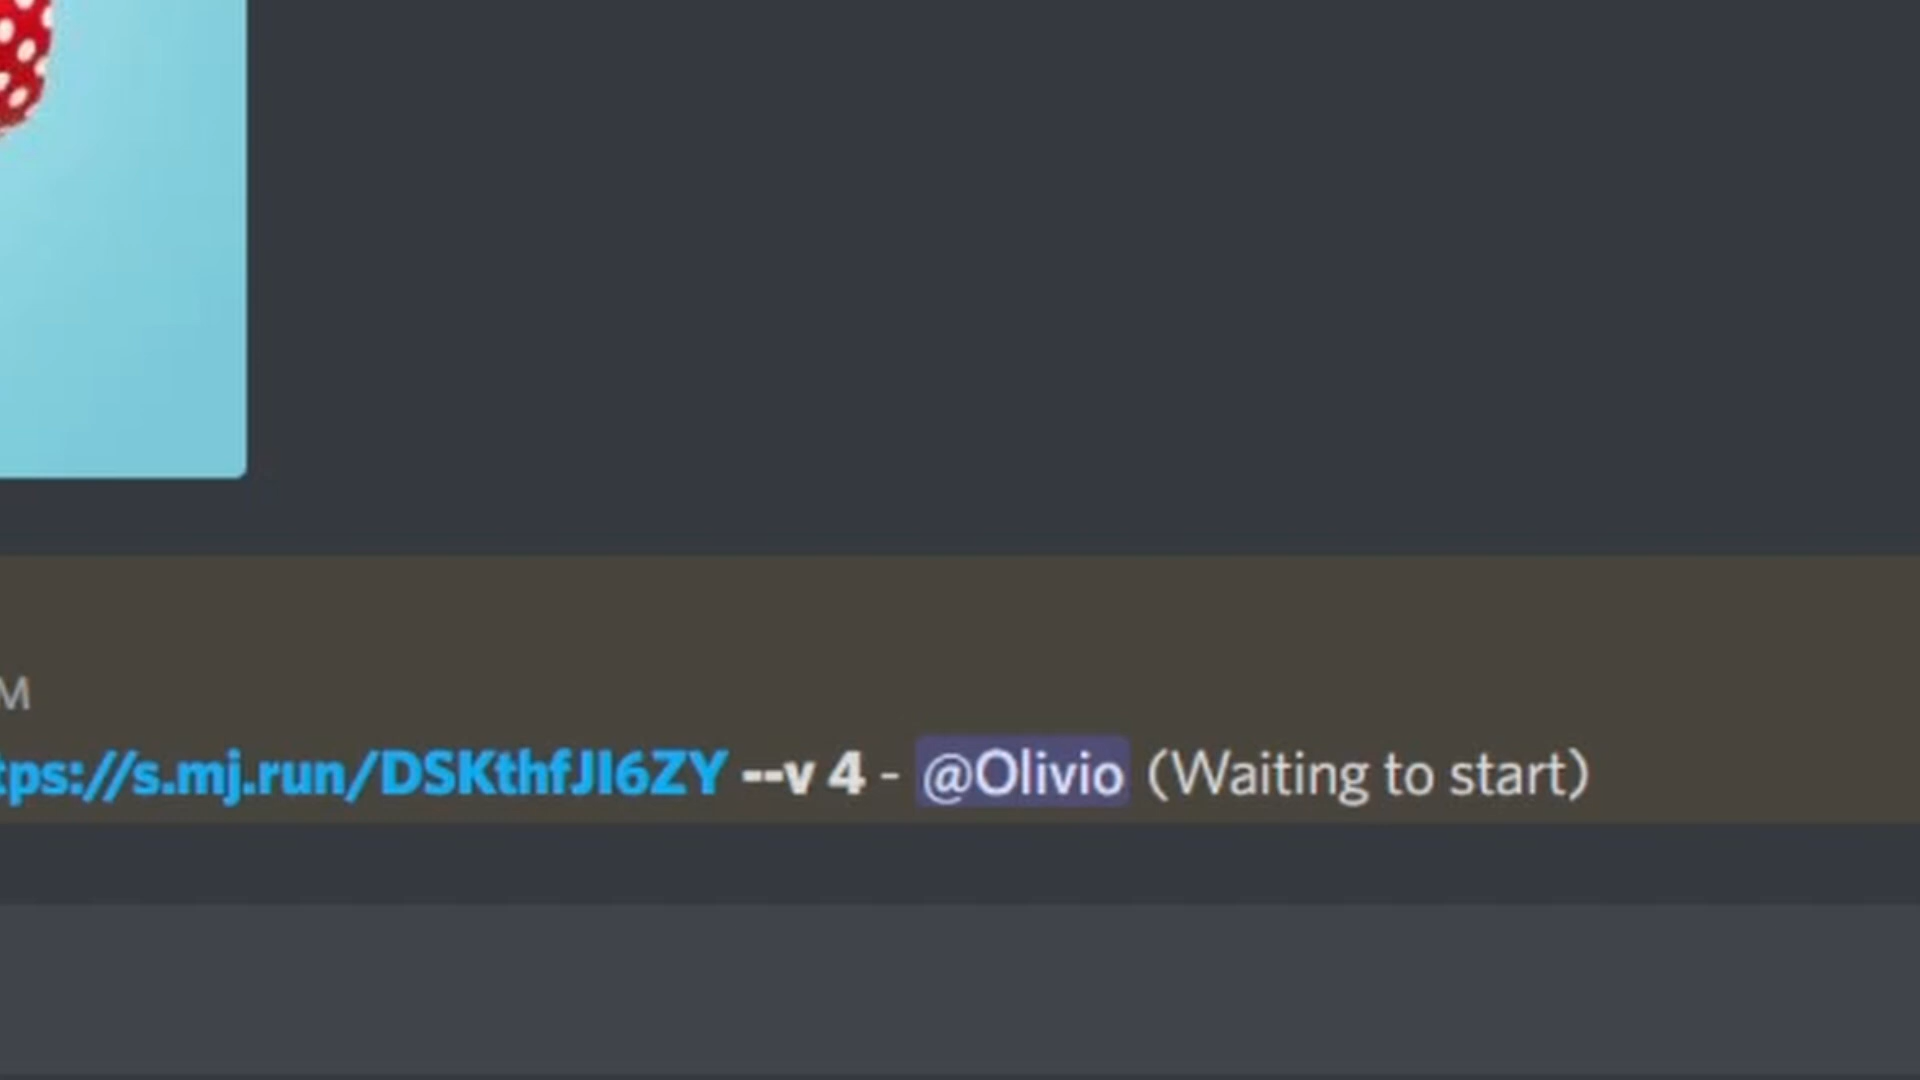 M
tps://s.mj.run/DSKthfJI6ZY --v 4 - @Olivio (Waiting to start)